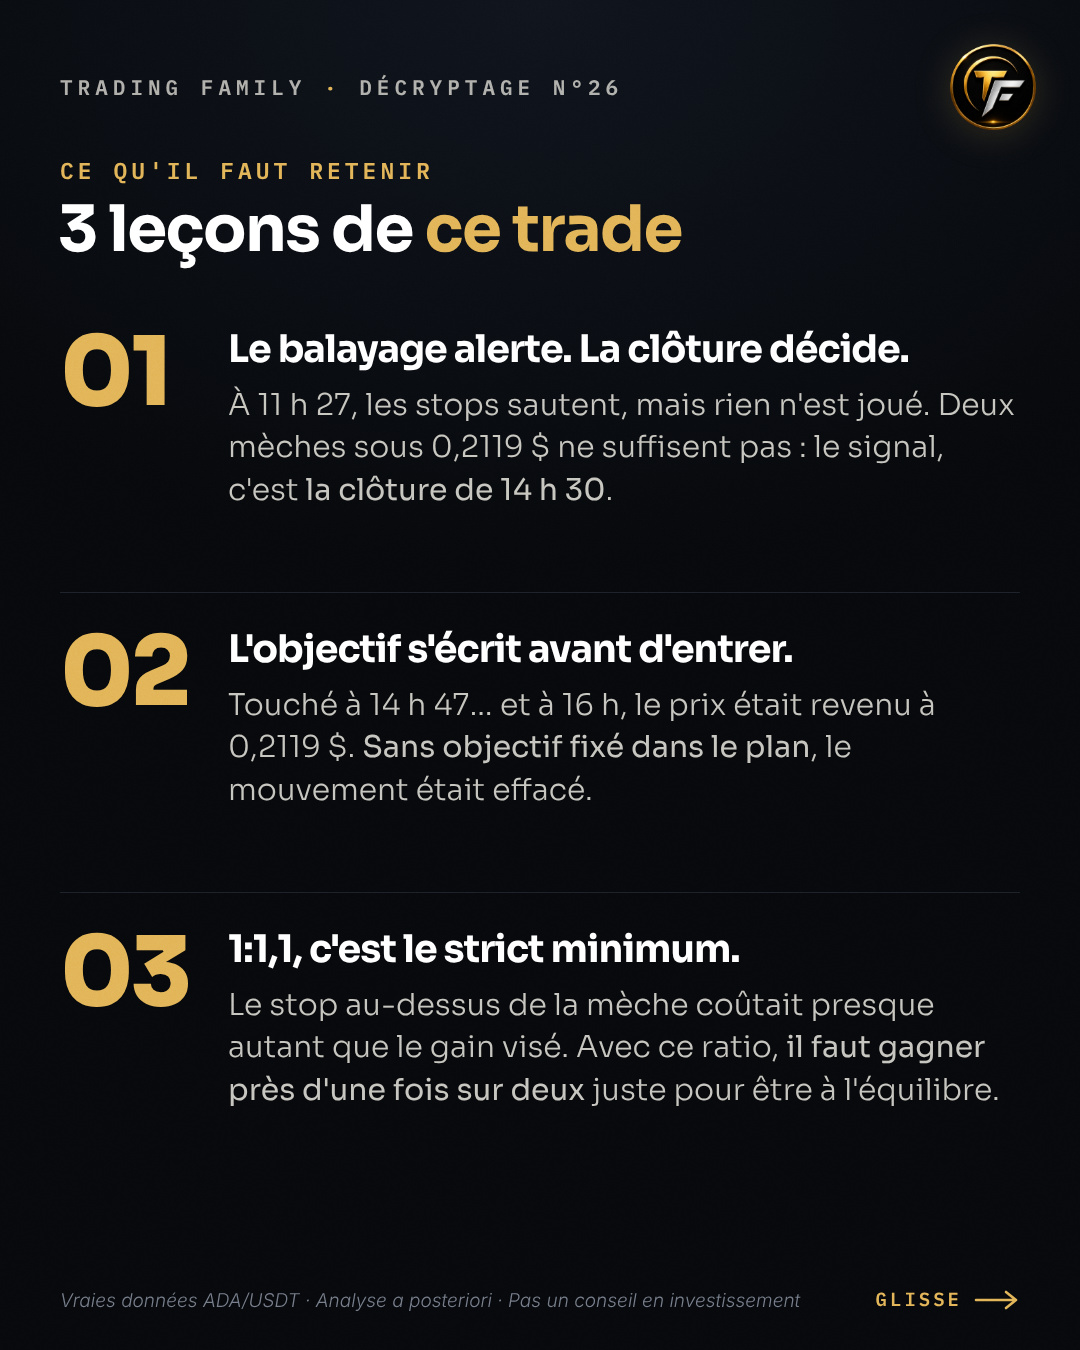 TRADING FAMILY · DÉCRYPTAGE N°26
TF
CE QU'IL FAUT RETENIR
3 leçons de ce trade
01
Le balayage alerte. La clôture décide.
À 11 h 27, les stops sautent, mais rien n'est joué. Deux
mèches sous 0,2119 $ ne suffisent pas : le signal,
c'est la clôture de 14 h 30.
02
L'objectif s'écrit avant d'entrer.
Touché à 14 h 47... et à 16 h, le prix était revenu à
0,2119 $. Sans objectif fixé dans le plan, le
mouvement était effacé.
03
1:1,1, c'est le strict minimum.
Le stop au-dessus de la mèche coûtait presque
autant que le gain visé. Avec ce ratio, il faut gagner
près d'une fois sur deux juste pour être à l'équilibre.
Vraies données ADA/USDT · Analyse a posteriori · Pas un conseil en investissement
GLISSE →